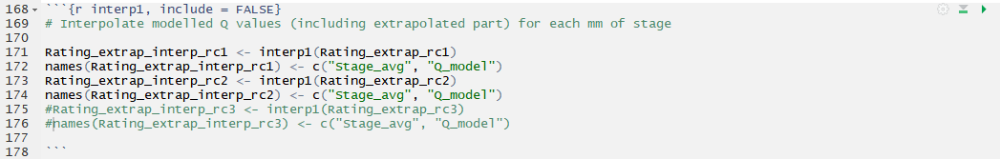 168 ```{r interp1, include = FALSE}
169 # Interpolate modelled Q values (including extrapolated part) for each mm of stage
170
171 Rating_extrap_interp_rc1 <- interp1(Rating_extrap_rc1)
172 names(Rating_extrap_interp_rc1) <- c("Stage_avg", "Q_model")
173 Rating_extrap_interp_rc2 <- interp1(Rating_extrap_rc2)
174 names(Rating_extrap_interp_rc2) <- c("Stage_avg", "Q_model")
175 #Rating_extrap_interp_rc3 <- interp1(Rating_extrap_rc3)
176 #names(Rating_extrap_interp_rc3) <- c("Stage_avg", "Q_model")
177
178 ```